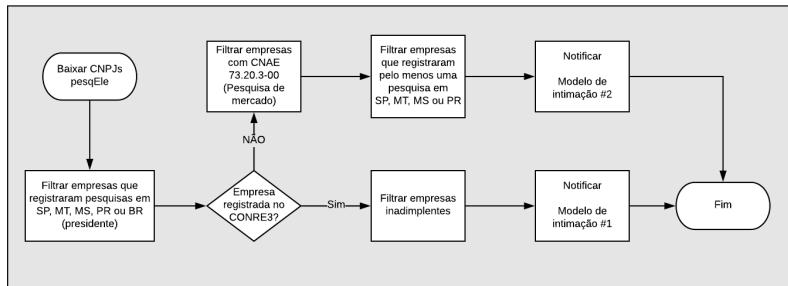 Baixar CNPJs
pesqEle
Filtrar empresas que
registraram pesquisas em
SP, MT, MS, PR ou BR
(presidente)
Empresa
registrada no
CONRE3?
NÃO
Filtrar empresas
com CNAE
73.20.3-00
(Pesquisa de
mercado)
Filtrar empresas
que registraram
pelo menos uma
pesquisa em
SP, MT, MS ou PR
Notificar
Modelo de
intimação #2
Sim
Filtrar empresas
inadimplentes
Notificar
Modelo de
intimação #1
Fim